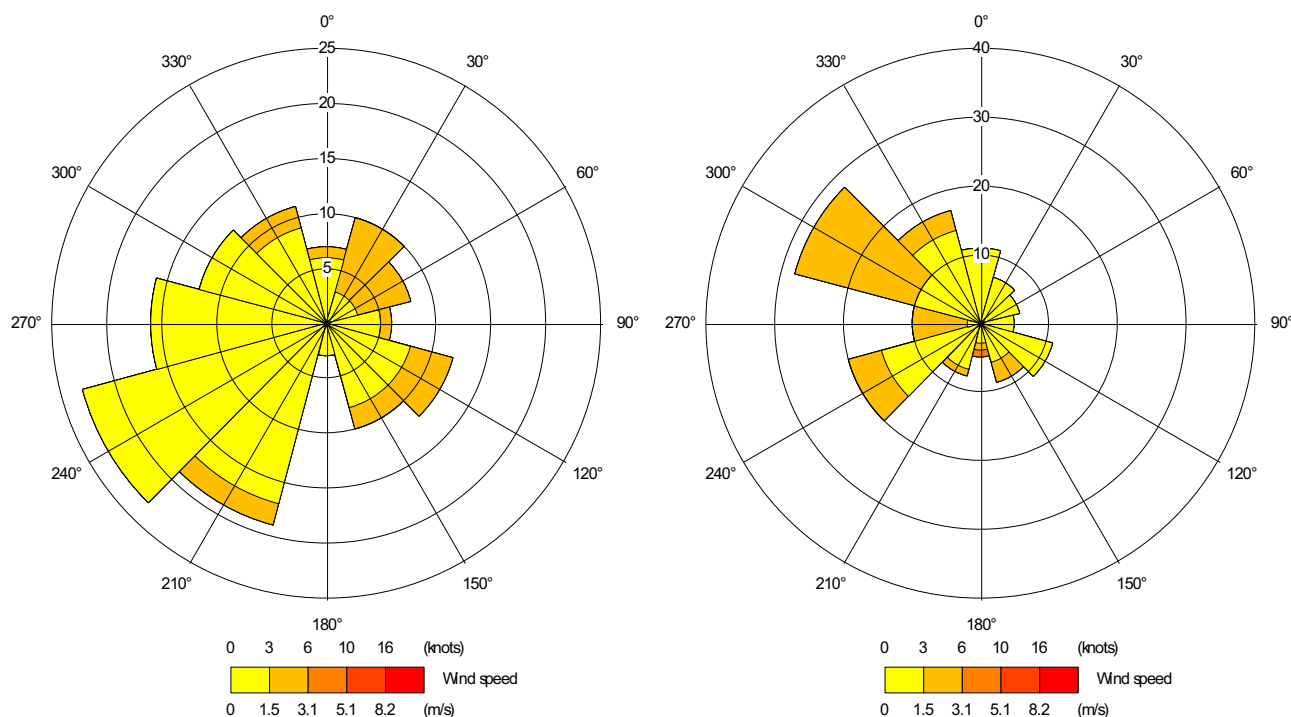 0° 0°
25 40
330° 30° 330° 30°
20 30
300° 15 60° 300° 20 60°
10 10
5
270° 90° 270° 90°
240° 120° 240° 120°
210° 150° 210° 150°
180° 180°
0 3 6 10 16 (knots) 0 3 6 10 16 (knots)
Wind speed Wind speed
0 1.5 3.1 5.1 8.2 (m/s) 0 1.5 3.1 5.1 8.2 (m/s)